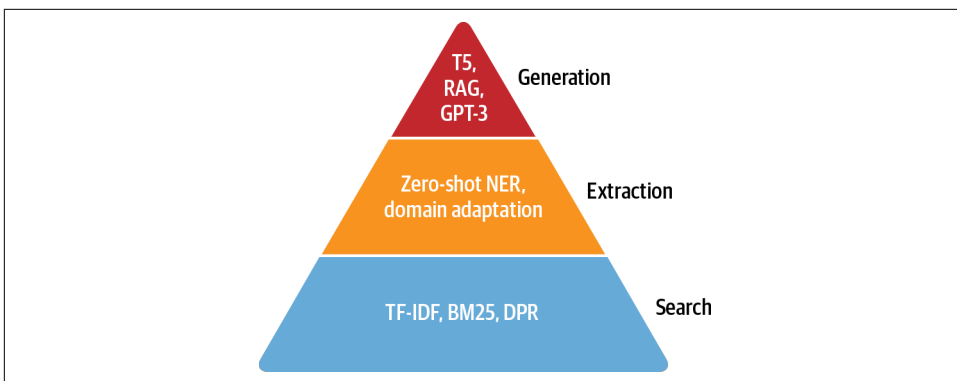 T5,
RAG,
GPT-3
Generation
Zero-shot NER,
domain adaptation
Extraction
TF-IDF, BM25, DPR
Search